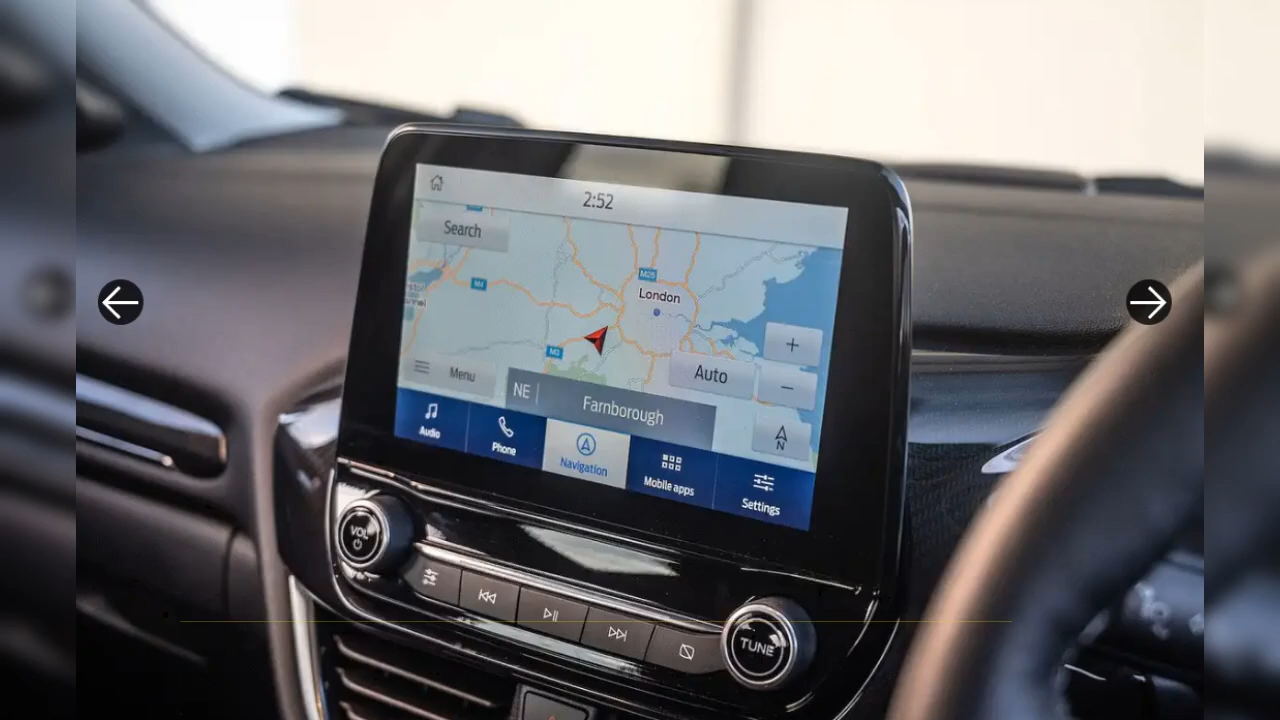 2:52
Search
M4
M25
London
M3
Menu
Auto
+
−
NE
Farnborough
N
Audio
Phone
Navigation
Mobile apps
Settings
VOL
TUNE